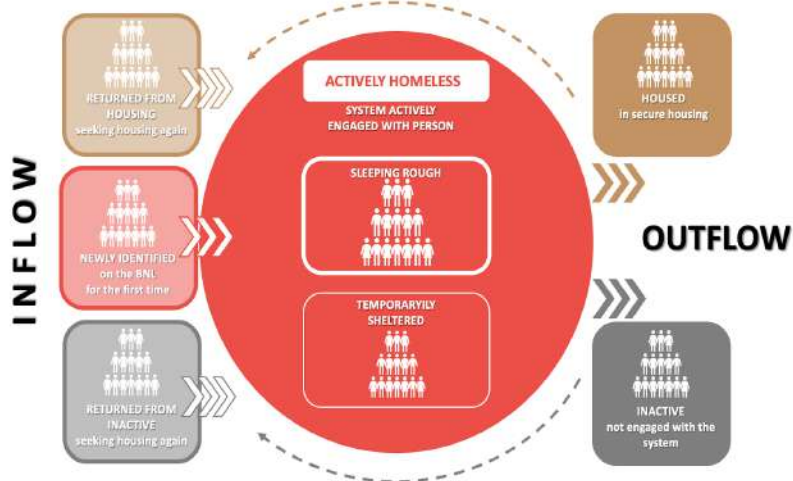 INFLOW
RETURNED FROM
HOUSING
seeking housing again
NEWLY IDENTIFIED
on the BNL
for the first time
RETURNED FROM
INACTIVE
seeking housing again
ACTIVELY HOMELESS
SYSTEM ACTIVELY
ENGAGED WITH PERSON
SLEEPING ROUGH
TEMPORARYILY
SHELTERED
HOUSED
in secure housing
OUTFLOW
INACTIVE
not engaged with the
system